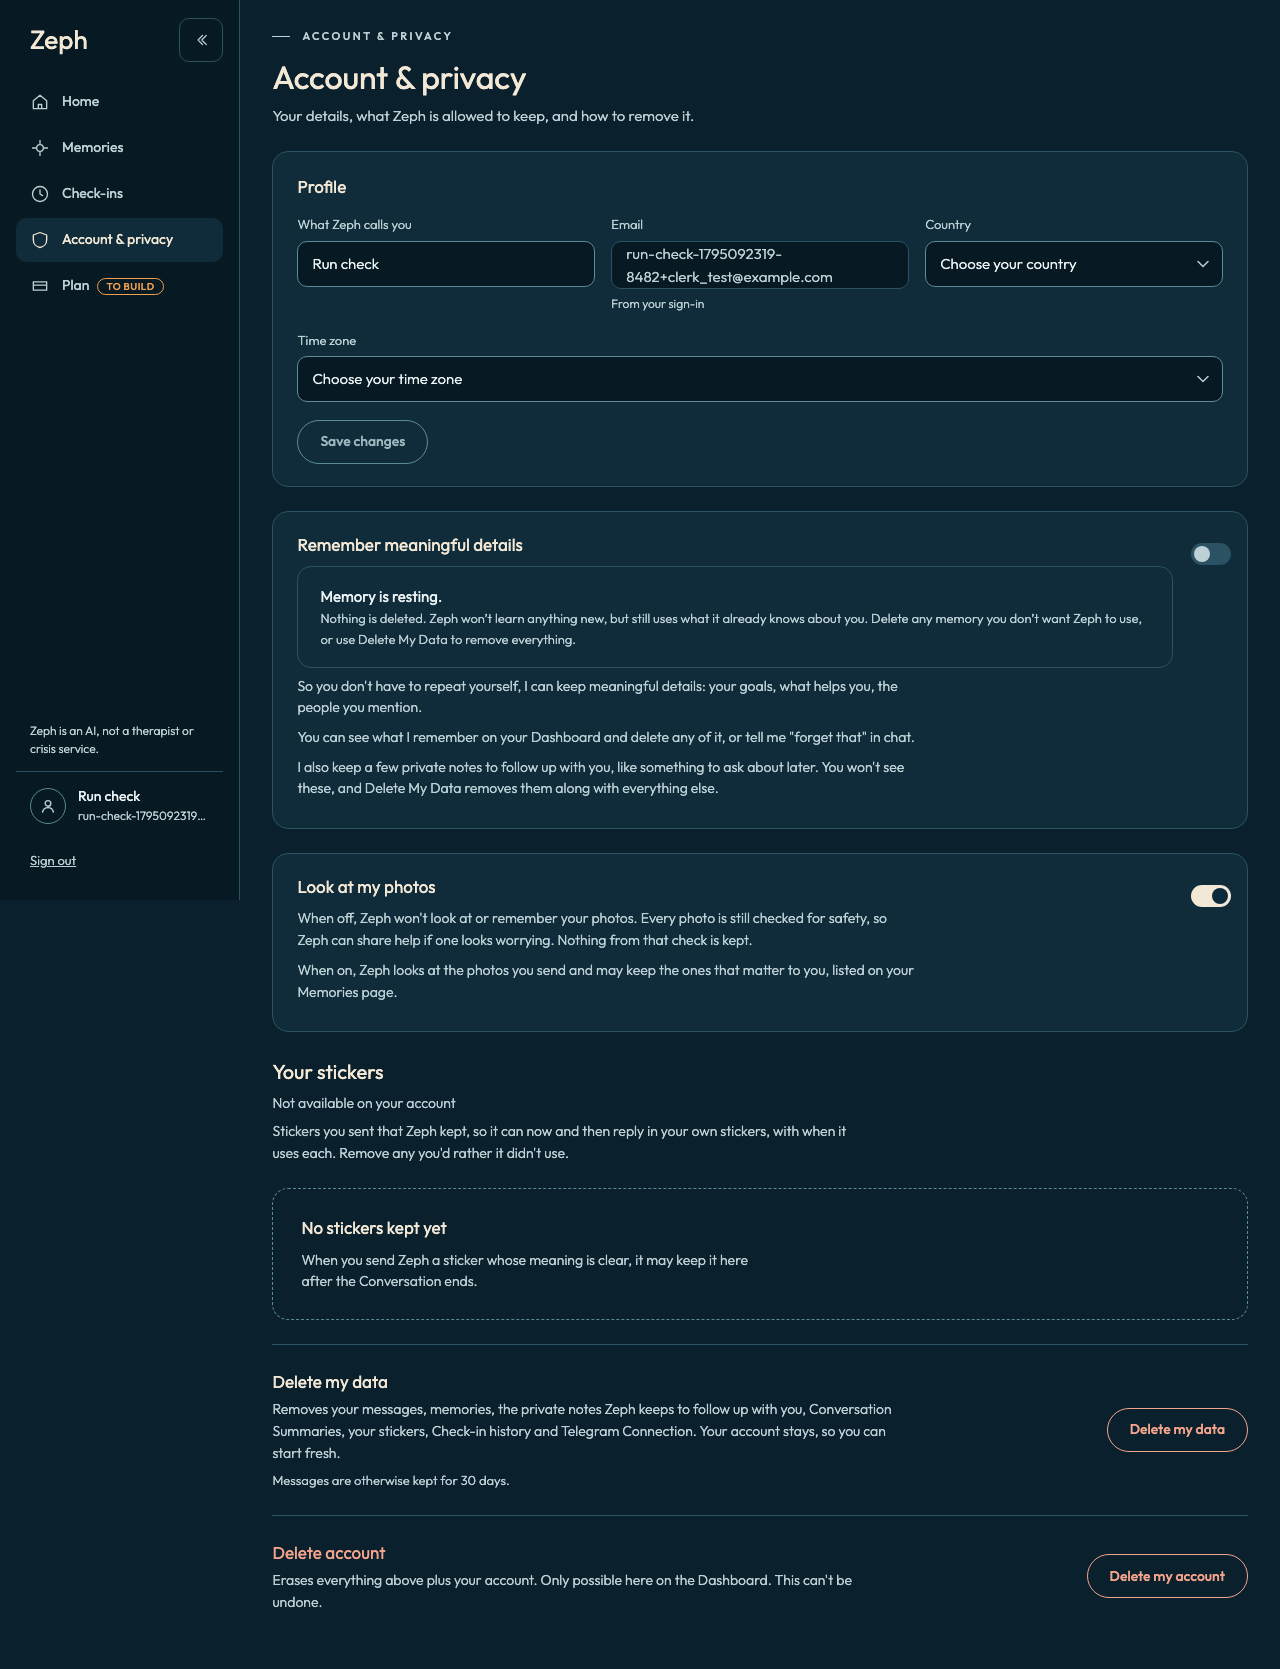 Zeph
Home
Memories
Check-ins
Account & privacy
Plan TO BUILD
Zeph is an AI, not a therapist or
crisis service.
Run check
run-check-1795092319...
Sign out
ACCOUNT & PRIVACY
Account & privacy
Your details, what Zeph is allowed to keep, and how to remove it.
Profile
What Zeph calls you
Run check
Email
run-check-1795092319-
8482+clerk_test@example.com
From your sign-in
Country
Choose your country
Time zone
Choose your time zone
Save changes
Remember meaningful details
Memory is resting.
Nothing is deleted. Zeph won’t learn anything new, but still uses what it already knows about you. Delete any memory you don’t want Zeph to use,
or use Delete My Data to remove everything.
So you don't have to repeat yourself, I can keep meaningful details: your goals, what helps you, the
people you mention.
You can see what I remember on your Dashboard and delete any of it, or tell me "forget that" in chat.
I also keep a few private notes to follow up with you, like something to ask about later. You won't see
these, and Delete My Data removes them along with everything else.
Look at my photos
When off, Zeph won't look at or remember your photos. Every photo is still checked for safety, so
Zeph can share help if one looks worrying. Nothing from that check is kept.
When on, Zeph looks at the photos you send and may keep the ones that matter to you, listed on your
Memories page.
Your stickers
Not available on your account
Stickers you sent that Zeph kept, so it can now and then reply in your own stickers, with when it
uses each. Remove any you'd rather it didn't use.
No stickers kept yet
When you send Zeph a sticker whose meaning is clear, it may keep it here
after the Conversation ends.
Delete my data
Removes your messages, memories, the private notes Zeph keeps to follow up with you, Conversation
Summaries, your stickers, Check-in history and Telegram Connection. Your account stays, so you can
start fresh.
Messages are otherwise kept for 30 days.
Delete my data
Delete account
Erases everything above plus your account. Only possible here on the Dashboard. This can't be
undone.
Delete my account